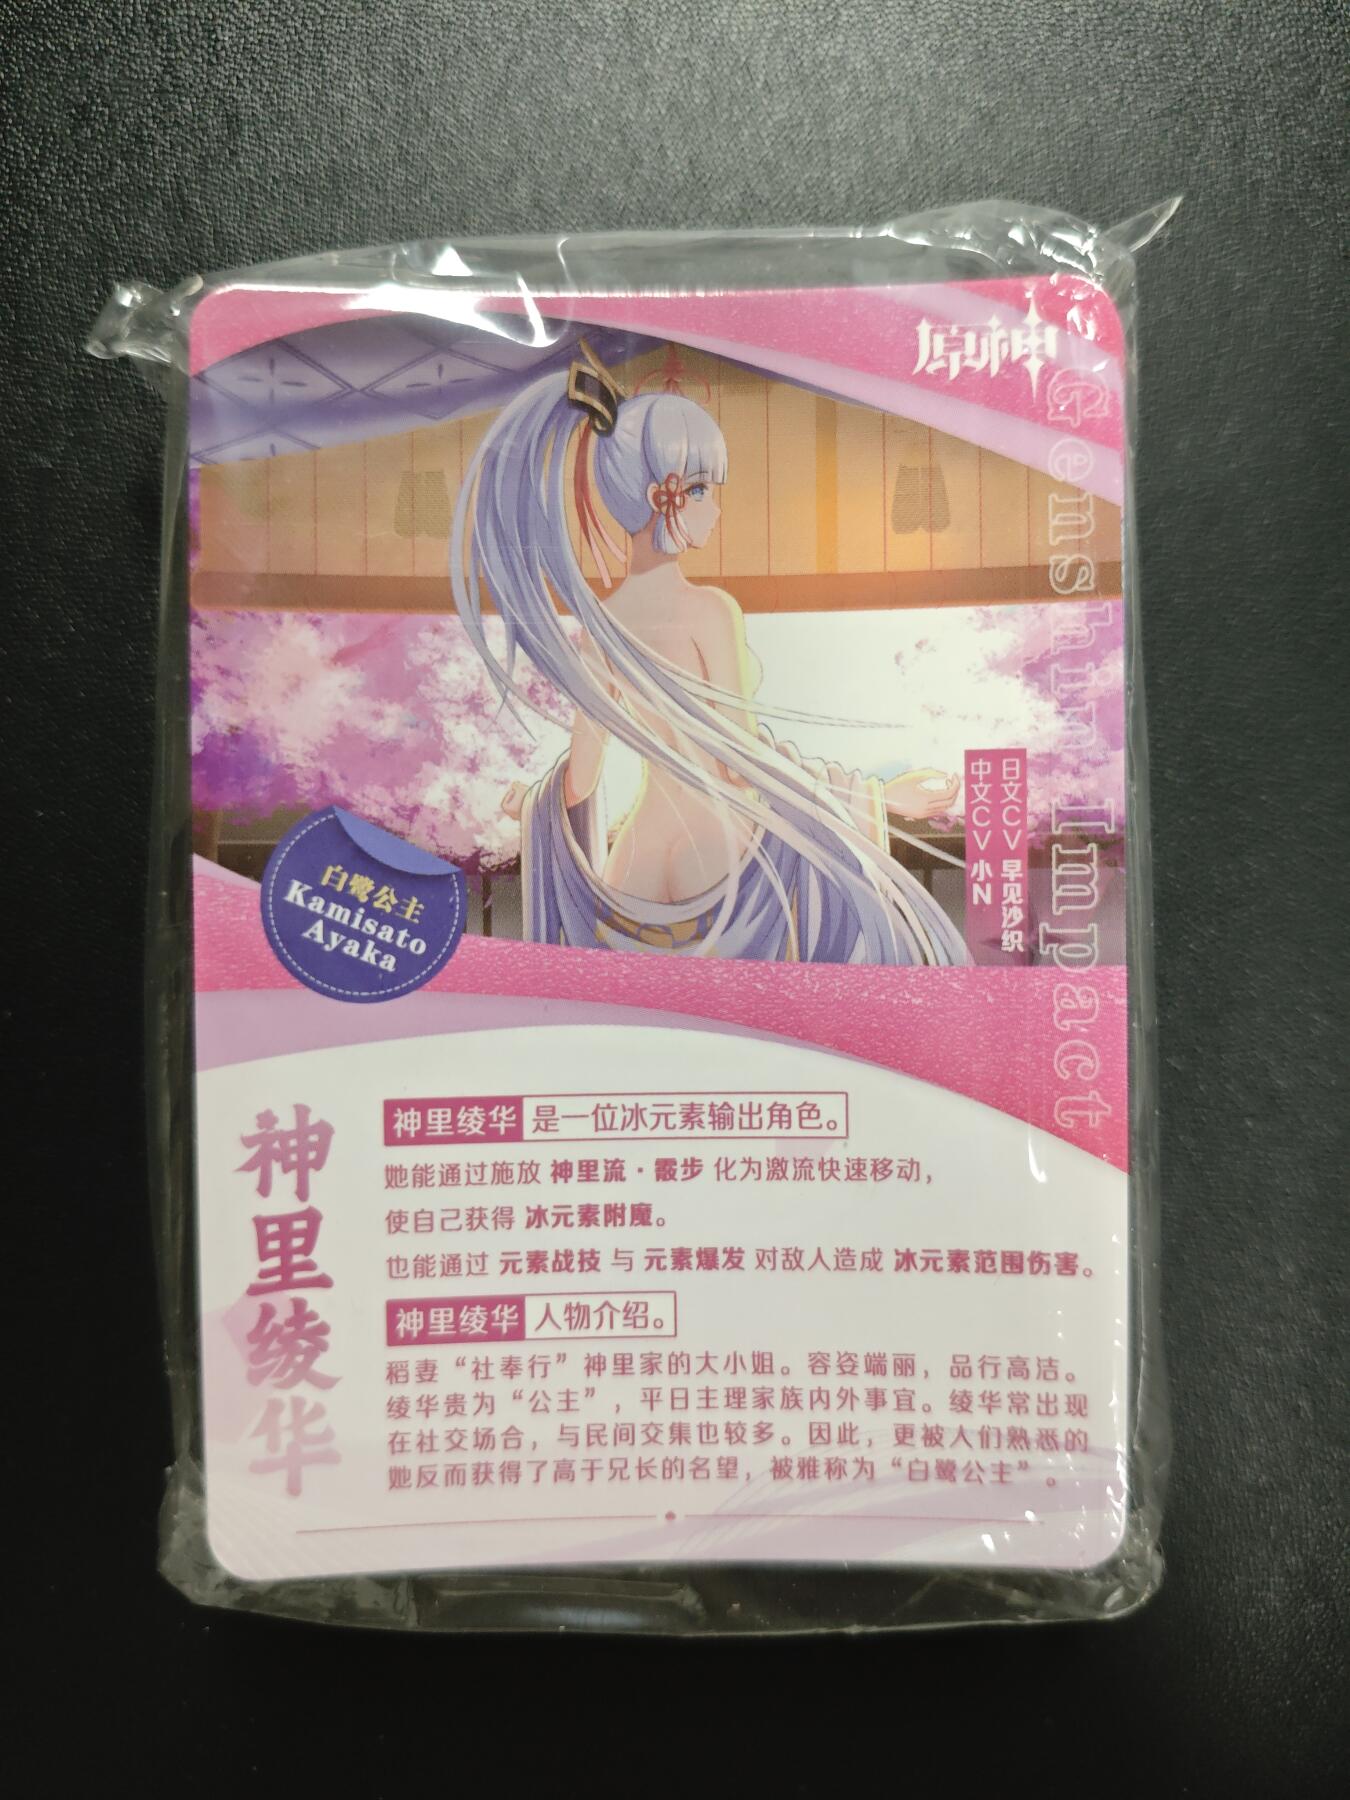 原神
Genshin Impact
日文CV 早见沙织
中文CV 小N
白鹭公主
Kamisato
Ayaka
神里绫华
神里绫华 是一位冰元素输出角色。
她能通过施放 神里流·霰步 化为激流快速移动，
使自己获得 冰元素附魔。
也能通过 元素战技 与 元素爆发 对敌人造成 冰元素范围伤害。
神里绫华 人物介绍。
稻妻“社奉行”神里家的大小姐。容姿端丽，品行高洁。
绫华贵为“公主”，平日主理家族内外事宜。绫华常出现
在社交场合，与民间交集也较多。因此，更被人们熟悉的
她反而获得了高于兄长的名望，被雅称为“白鹭公主”。